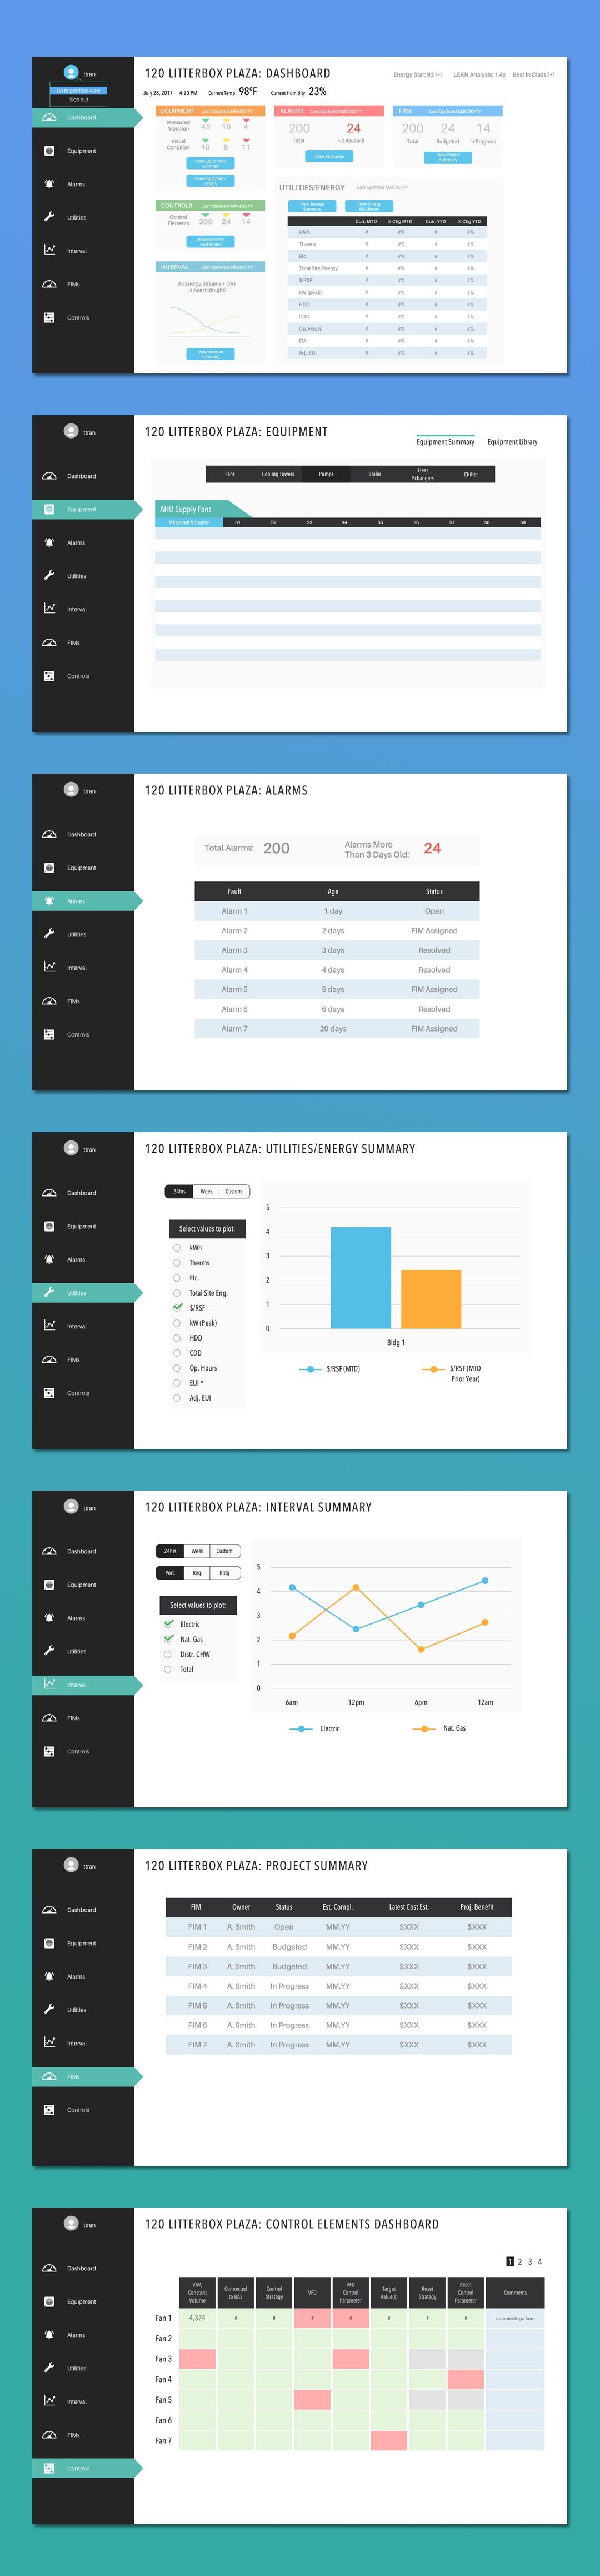 ttran
Go to portfolio view
Sign out
Dashboard
Equipment
Alarms
Utilities
Interval
FIMs
Controls
120 LITTERBOX PLAZA: DASHBOARD
Energy Star: 93 (+) LEAN Analysis: 1.4x Best In Class (+)
July 28, 2017 4:20 PM Current Temp: 98°F Current Humidity: 23%
EQUIPMENT Last Updated MM/DD/YY
Measured Vibration 45 10 4
Visual Condition 40 8 11
View Equipment Summary
View Equipment Library
CONTROLS Last Updated MM/DD/YY
Control Elements 200 24 14
View Elements Dashboard
INTERVAL Last Updated MM/DD/YY
All Energy Streams + OAT
(since midnight)
View Interval Summary
ALARMS Last Updated MM/DD/YY
200 24
Total >3 days old
View All Alarms
FIMs Last Updated MM/DD/YY
200 24 14
Total Budgeted In Progress
View Project Summary
UTILITIES/ENERGY Last Updated MM/DD/YY
View Energy Summary
View Energy Bill Library
Curr. MTD % Chg MTD Curr. YTD % Chg YTD
kWh # #% # #%
Therms # #% # #%
Etc. # #% # #%
Total Site Energy # #% # #%
$/RSF # #% # #%
kW (peak) # #% # #%
HDD # #% # #%
CDD # #% # #%
Op. Hours # #% # #%
EUI # #% # #%
Adj. EUI # #% # #%
ttran
Dashboard
Equipment
Alarms
Utilities
Interval
FIMs
Controls
120 LITTERBOX PLAZA: EQUIPMENT
Equipment Summary Equipment Library
Fans Cooling Towers Pumps Boiler Heat Exhangers Chiller
AHU Supply Fans
Measured Vibration S1 S2 S3 S4 S5 S6 S7 S8 S9
ttran
Dashboard
Equipment
Alarms
Utilities
Interval
FIMs
Controls
120 LITTERBOX PLAZA: ALARMS
Total Alarms: 200 Alarms More Than 3 Days Old: 24
Fault Age Status
Alarm 1 1 day Open
Alarm 2 2 days FIM Assigned
Alarm 3 3 days Resolved
Alarm 4 4 days Resolved
Alarm 5 5 days FIM Assigned
Alarm 6 6 days Resolved
Alarm 7 20 days FIM Assigned
ttran
Dashboard
Equipment
Alarms
Utilities
Interval
FIMs
Controls
120 LITTERBOX PLAZA: UTILITIES/ENERGY SUMMARY
24hrs Week Custom
Select values to plot:
kWh
Therms
Etc.
Total Site Eng.
$/RSF
kW (Peak)
HDD
CDD
Op. Hours
EUI *
Adj. EUI
5
4
3
2
1
0
Bldg 1
$/RSF (MTD) $/RSF (MTD Prior Year)
ttran
Dashboard
Equipment
Alarms
Utilities
Interval
FIMs
Controls
120 LITTERBOX PLAZA: INTERVAL SUMMARY
24hrs Week Custom
Port. Reg. Bldg
Select values to plot:
Electric
Nat. Gas
Distr. CHW
Total
5
4
3
2
1
0
6am 12pm 6pm 12am
Electric Nat. Gas
ttran
Dashboard
Equipment
Alarms
Utilities
Interval
FIMs
Controls
120 LITTERBOX PLAZA: PROJECT SUMMARY
FIM Owner Status Est. Compl. Latest Cost Est. Proj. Benefit
FIM 1 A. Smith Open MM.YY $XXX $XXX
FIM 2 A. Smith Budgeted MM.YY $XXX $XXX
FIM 3 A. Smith Budgeted MM.YY $XXX $XXX
FIM 4 A. Smith In Progress MM.YY $XXX $XXX
FIM 5 A. Smith In Progress MM.YY $XXX $XXX
FIM 6 A. Smith In Progress MM.YY $XXX $XXX
FIM 7 A. Smith In Progress MM.YY $XXX $XXX
ttran
Dashboard
Equipment
Alarms
Utilities
Interval
FIMs
Controls
120 LITTERBOX PLAZA: CONTROL ELEMENTS DASHBOARD
1 2 3 4
VAV, Constant Volume Connected to BAS Control Strategy VFD VFD Control Parameter Target Value(s) Reset Strategy Reset Control Parameter Comments
Fan 1 4,324 # # # # # # # comments go here.
Fan 2
Fan 3
Fan 4
Fan 5
Fan 6
Fan 7